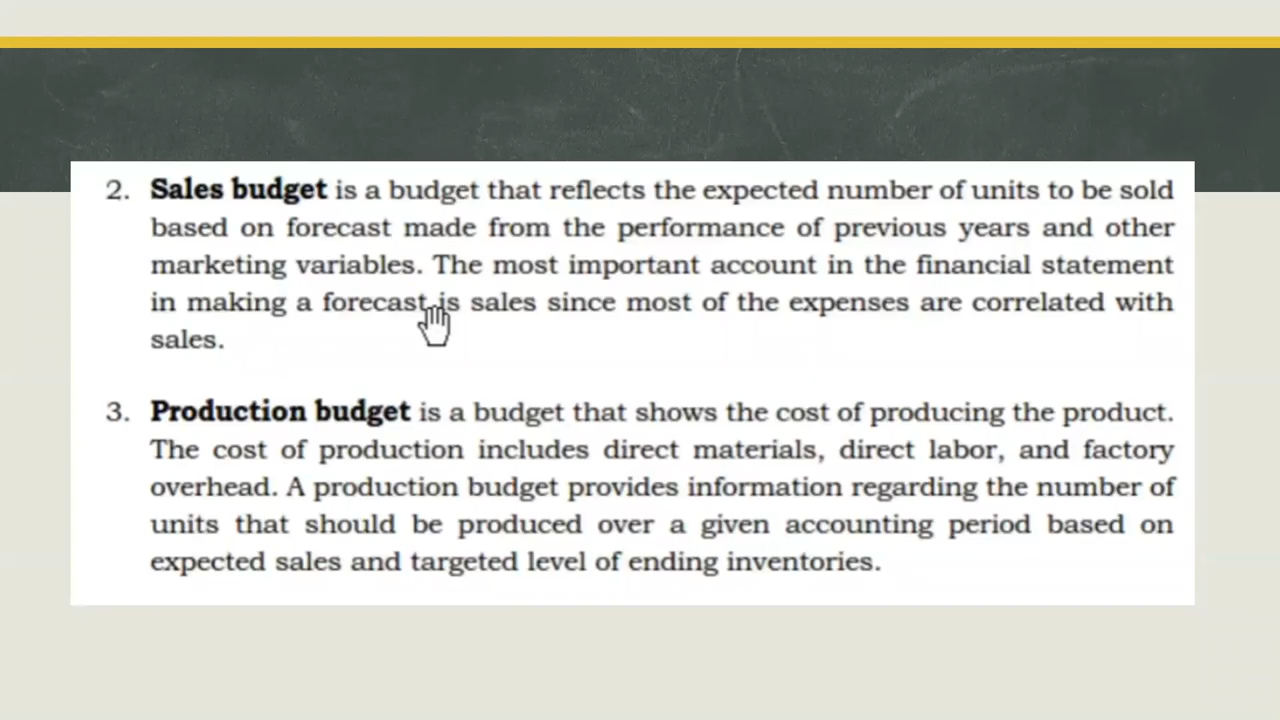 2. Sales budget is a budget that reflects the expected number of units to be sold
based on forecast made from the performance of previous years and other
marketing variables. The most important account in the financial statement
in making a forecast is sales since most of the expenses are correlated with
sales.
3. Production budget is a budget that shows the cost of producing the product.
The cost of production includes direct materials, direct labor, and factory
overhead. A production budget provides information regarding the number of
units that should be produced over a given accounting period based on
expected sales and targeted level of ending inventories.